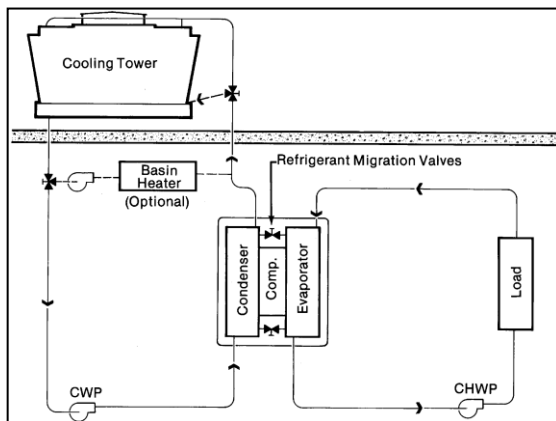 Cooling Tower
Basin
Heater
(Optional)
Refrigerant Migration Valves
Condenser
Comp.
Evaporator
Load
CWP
CHWP